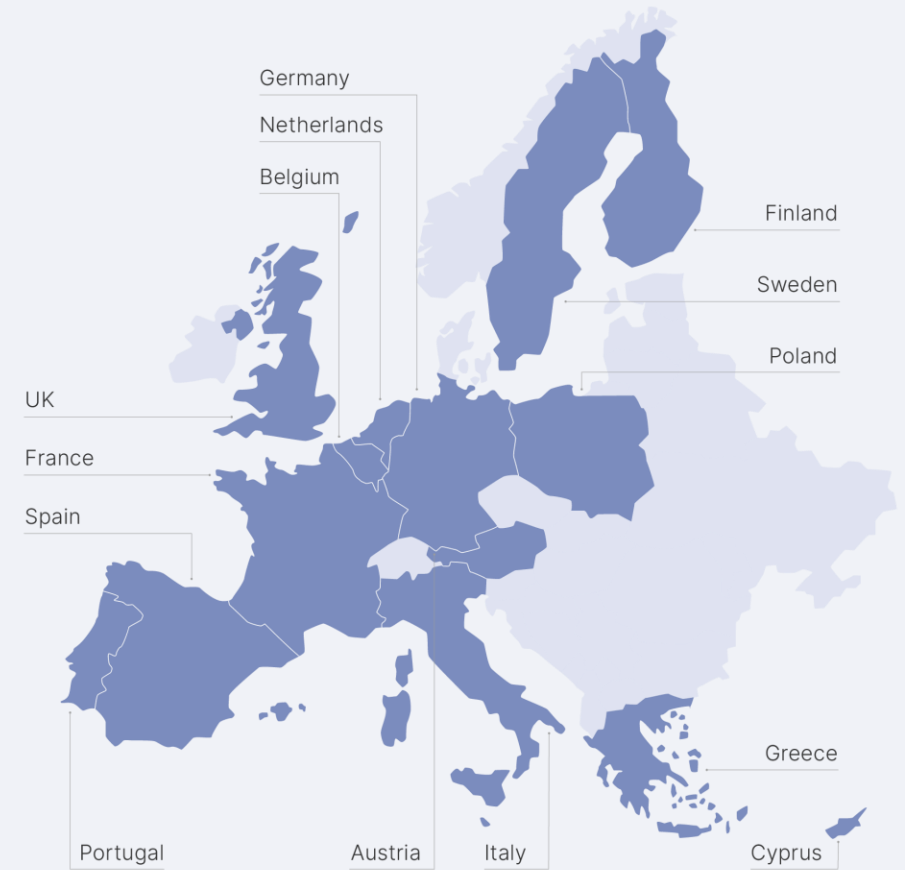 Germany
Netherlands
Belgium
Finland
Sweden
Poland
UK
France
Spain
Greece
Portugal
Austria
Italy
Cyprus